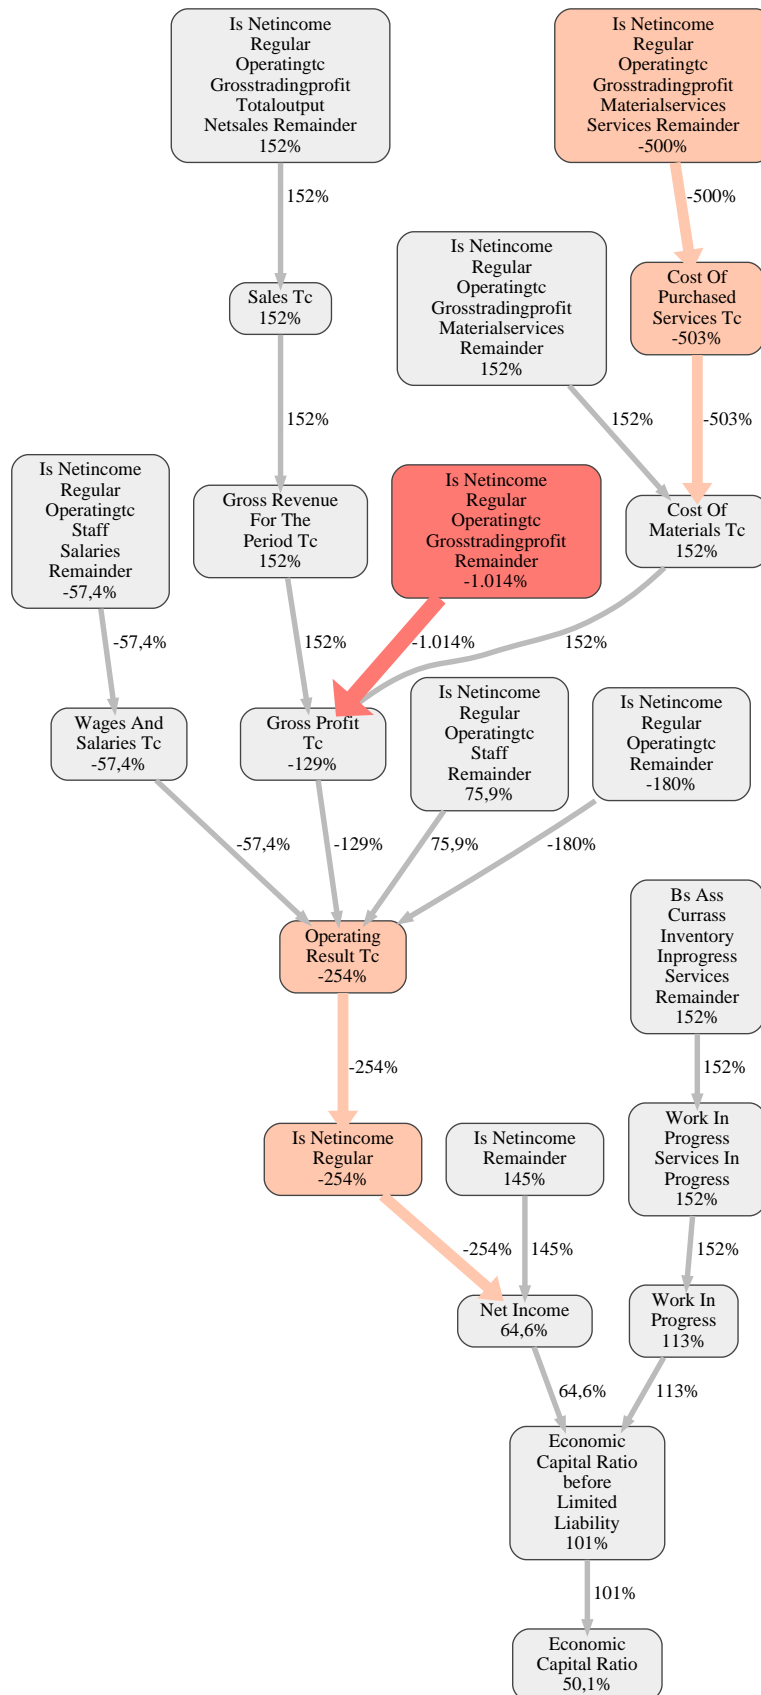 Is Netincome
Regular
Operatingtc
Grosstradingprofit
Totaloutput
Netsales Remainder
152%
Is Netincome
Regular
Operatingtc
Grosstradingprofit
Materialservices
Services Remainder
-500%
152%
-500%
Is Netincome
Regular
Operatingtc
Grosstradingprofit
Materialservices
Remainder
152%
Sales Tc
152%
Cost Of
Purchased
Services Tc
-503%
152%
152%
-503%
Is Netincome
Regular
Operatingtc
Staff
Salaries
Remainder
-57,4%
Gross Revenue
For The
Period Tc
152%
Is Netincome
Regular
Operatingtc
Grosstradingprofit
Remainder
-1.014%
Cost Of
Materials Tc
152%
-57,4%
152%
-1.014%
152%
Wages And
Salaries Tc
-57,4%
Gross Profit
Tc
-129%
Is Netincome
Regular
Operatingtc
Staff
Remainder
75,9%
Is Netincome
Regular
Operatingtc
Remainder
-180%
-57,4%
-129%
75,9%
-180%
Operating
Result Tc
-254%
Bs Ass
Currass
Inventory
Inprogress
Services
Remainder
152%
-254%
152%
Is Netincome
Regular
-254%
Is Netincome
Remainder
145%
Work In
Progress
Services In
Progress
152%
-254%
145%
152%
Net Income
64,6%
Work In
Progress
113%
64,6%
113%
Economic
Capital Ratio
before
Limited
Liability
101%
101%
Economic
Capital Ratio
50,1%